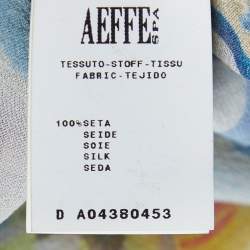 AEFFE SPA
TESSUTO-STOFF-TISSU
FABRIC-TEJIDO
100%SETA
SEIDE
SOIE
SILK
SEDA
D A04380453